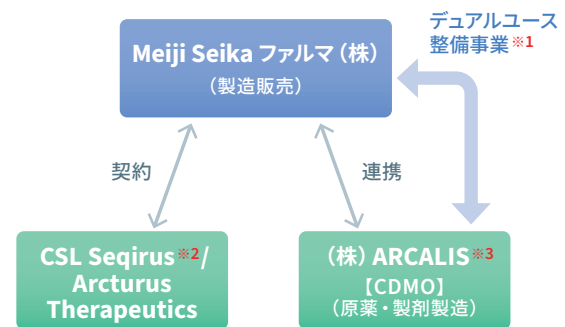 デュアルユース
整備事業※1
Meiji Seika ファルマ(株)
(製造販売)
契約
連携
CSL Seqirus※2/
Arcturus
Therapeutics
(株)ARCALIS※3
【CDMO】
(原薬・製剤製造)